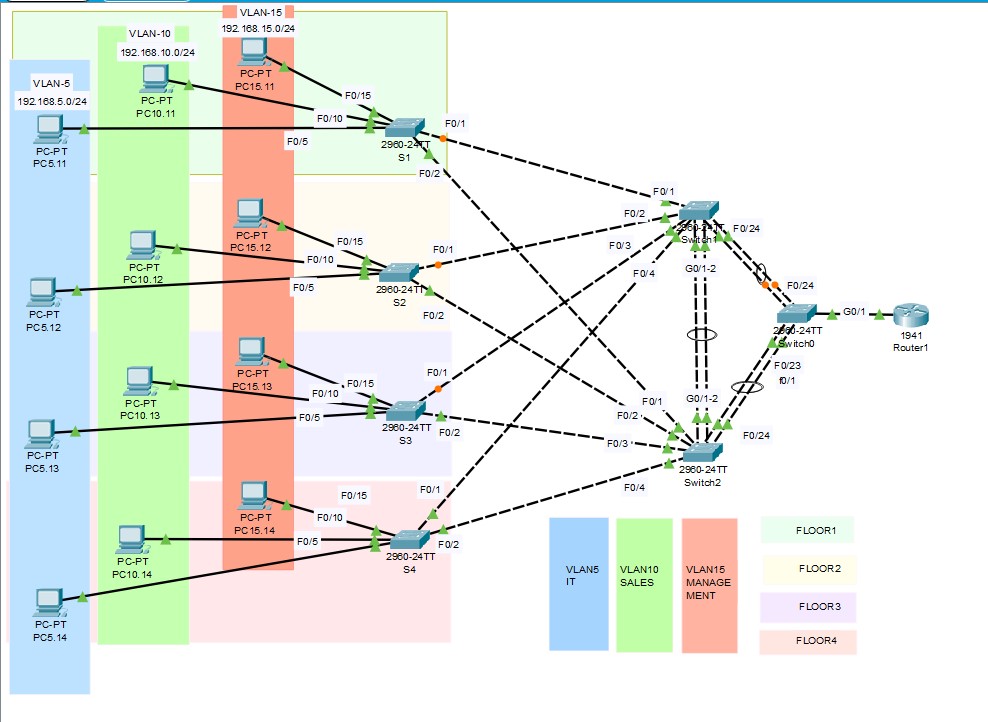 VLAN-15
192.168.15.0/24
VLAN-10
192.168.10.0/24
VLAN-5
192.168.5.0/24
PC-PT
PC15.11
PC-PT
PC10.11
PC-PT
PC5.11
F0/15
F0/10
F0/5
F0/1
2960-24TT
S1
F0/2
PC-PT
PC15.12
PC-PT
PC10.12
PC-PT
PC5.12
F0/15
F0/10
F0/5
F0/1
2960-24TT
S2
F0/2
PC-PT
PC15.13
PC-PT
PC10.13
PC-PT
PC5.13
F0/15
F0/10
F0/5
F0/1
2960-24TT
S3
F0/2
PC-PT
PC15.14
PC-PT
PC10.14
PC-PT
PC5.14
F0/15
F0/10
F0/5
F0/1
2960-24TT
S4
F0/2
F0/1
F0/2
F0/3
F0/4
2960-24TT
Switch1
F0/24
G0/1-2
F0/24
2960-24TT
Switch0
G0/1
1941
Router1
F0/23
f0/1
G0/1-2
F0/1
F0/2
F0/3
F0/4
F0/24
2960-24TT
Switch2
VLAN5
IT
VLAN10
SALES
VLAN15
MANAGE
MENT
FLOOR1
FLOOR2
FLOOR3
FLOOR4